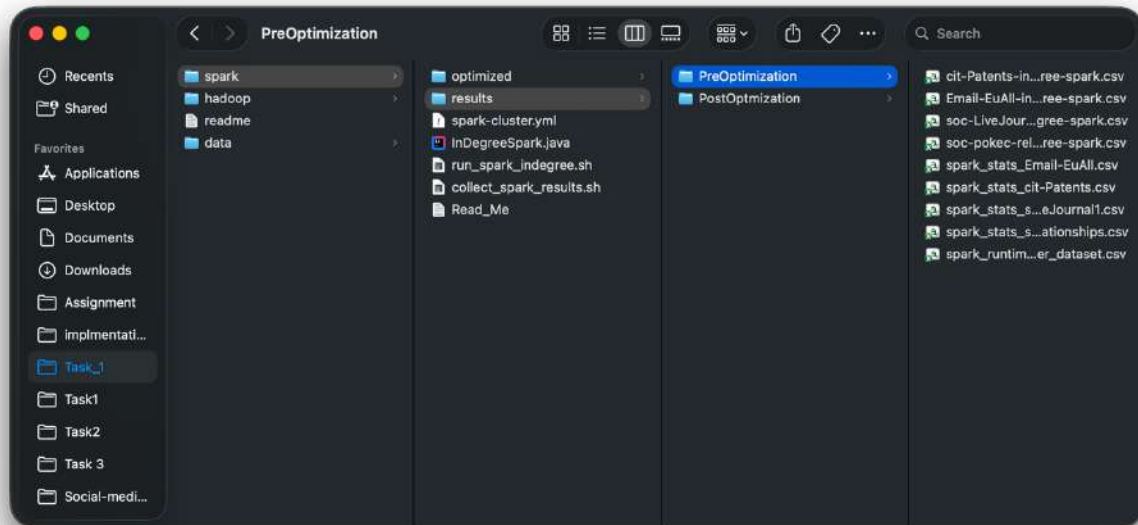 PreOptimization
Search
Recents
Shared
Favorites
Applications
Desktop
Documents
Downloads
Assignment
implmentati...
Task_1
Task1
Task2
Task 3
Social-medi...
spark
hadoop
readme
data
optimized
results
spark-cluster.yml
InDegreeSpark.java
run_spark_indegree.sh
collect_spark_results.sh
Read_Me
PreOptimization
PostOptmization
cit-Patents-in...ree-spark.csv
Email-EuAll-in...ree-spark.csv
soc-LiveJour...gree-spark.csv
soc-pokec-rel...ree-spark.csv
spark_stats_Email-EuAll.csv
spark_stats_cit-Patents.csv
spark_stats_s...eJournal1.csv
spark_stats_s...ationships.csv
spark_runtim...er_dataset.csv